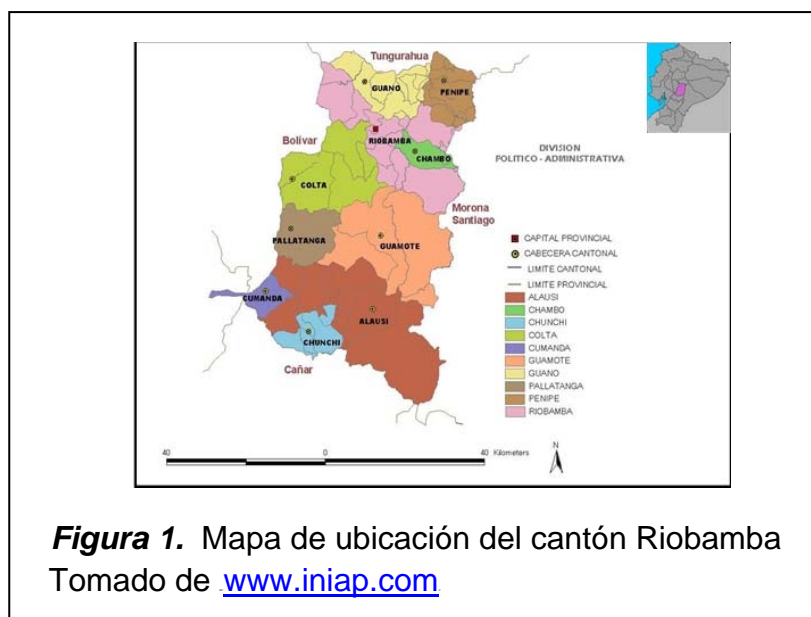 Tungurahua
GUANO
PENIPE
Bolívar
RIOBAMBA
CHAMBO
DIVISION
POLITICO - ADMINISTRATIVA
COLTA
Morona
Santiago
PALLATANGA
GUAMOTE
CAPITAL PROVINCIAL
CABECERA CANTONAL
LIMITE CANTONAL
LIMITE PROVINCIAL
ALAUSI
CHAMBO
CHUNCHI
COLTA
CUMANDA
GUAMOTE
GUANO
PALLATANGA
PENIPE
RIOBAMBA
CUMANDA
ALAUSI
CHUNCHI
Cañar
40 0 40 Kilometers
N
Figura 1. Mapa de ubicación del cantón Riobamba
Tomado de www.iniap.com